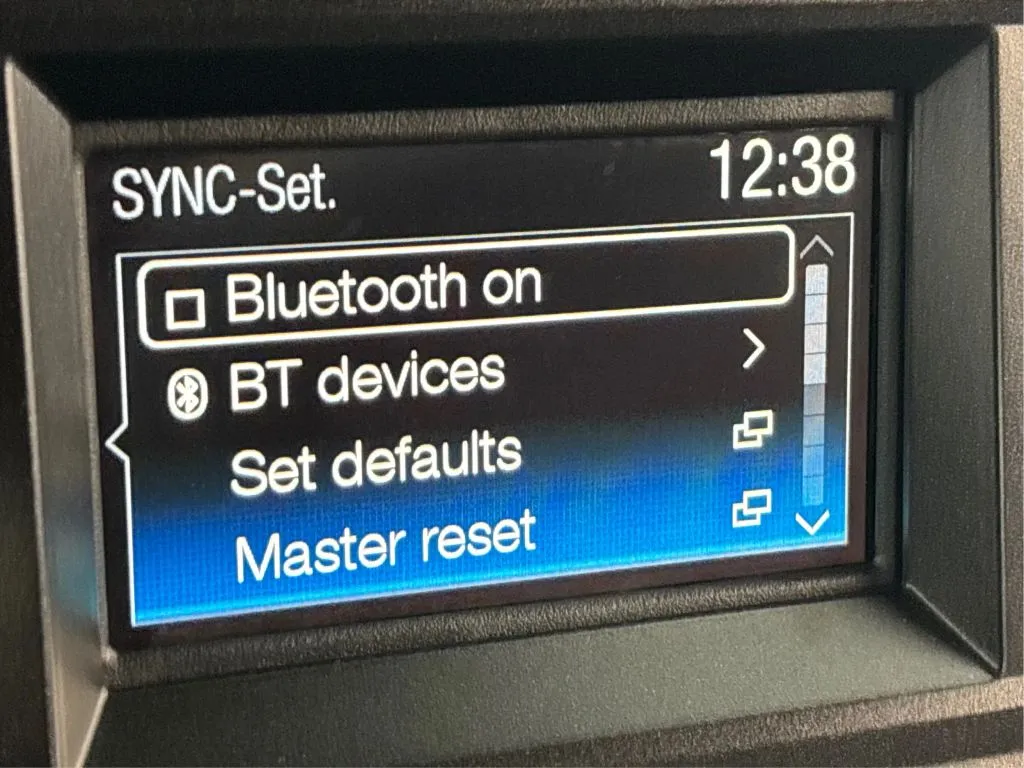 SYNC-Set.
12:38
Bluetooth on
BT devices
Set defaults
Master reset